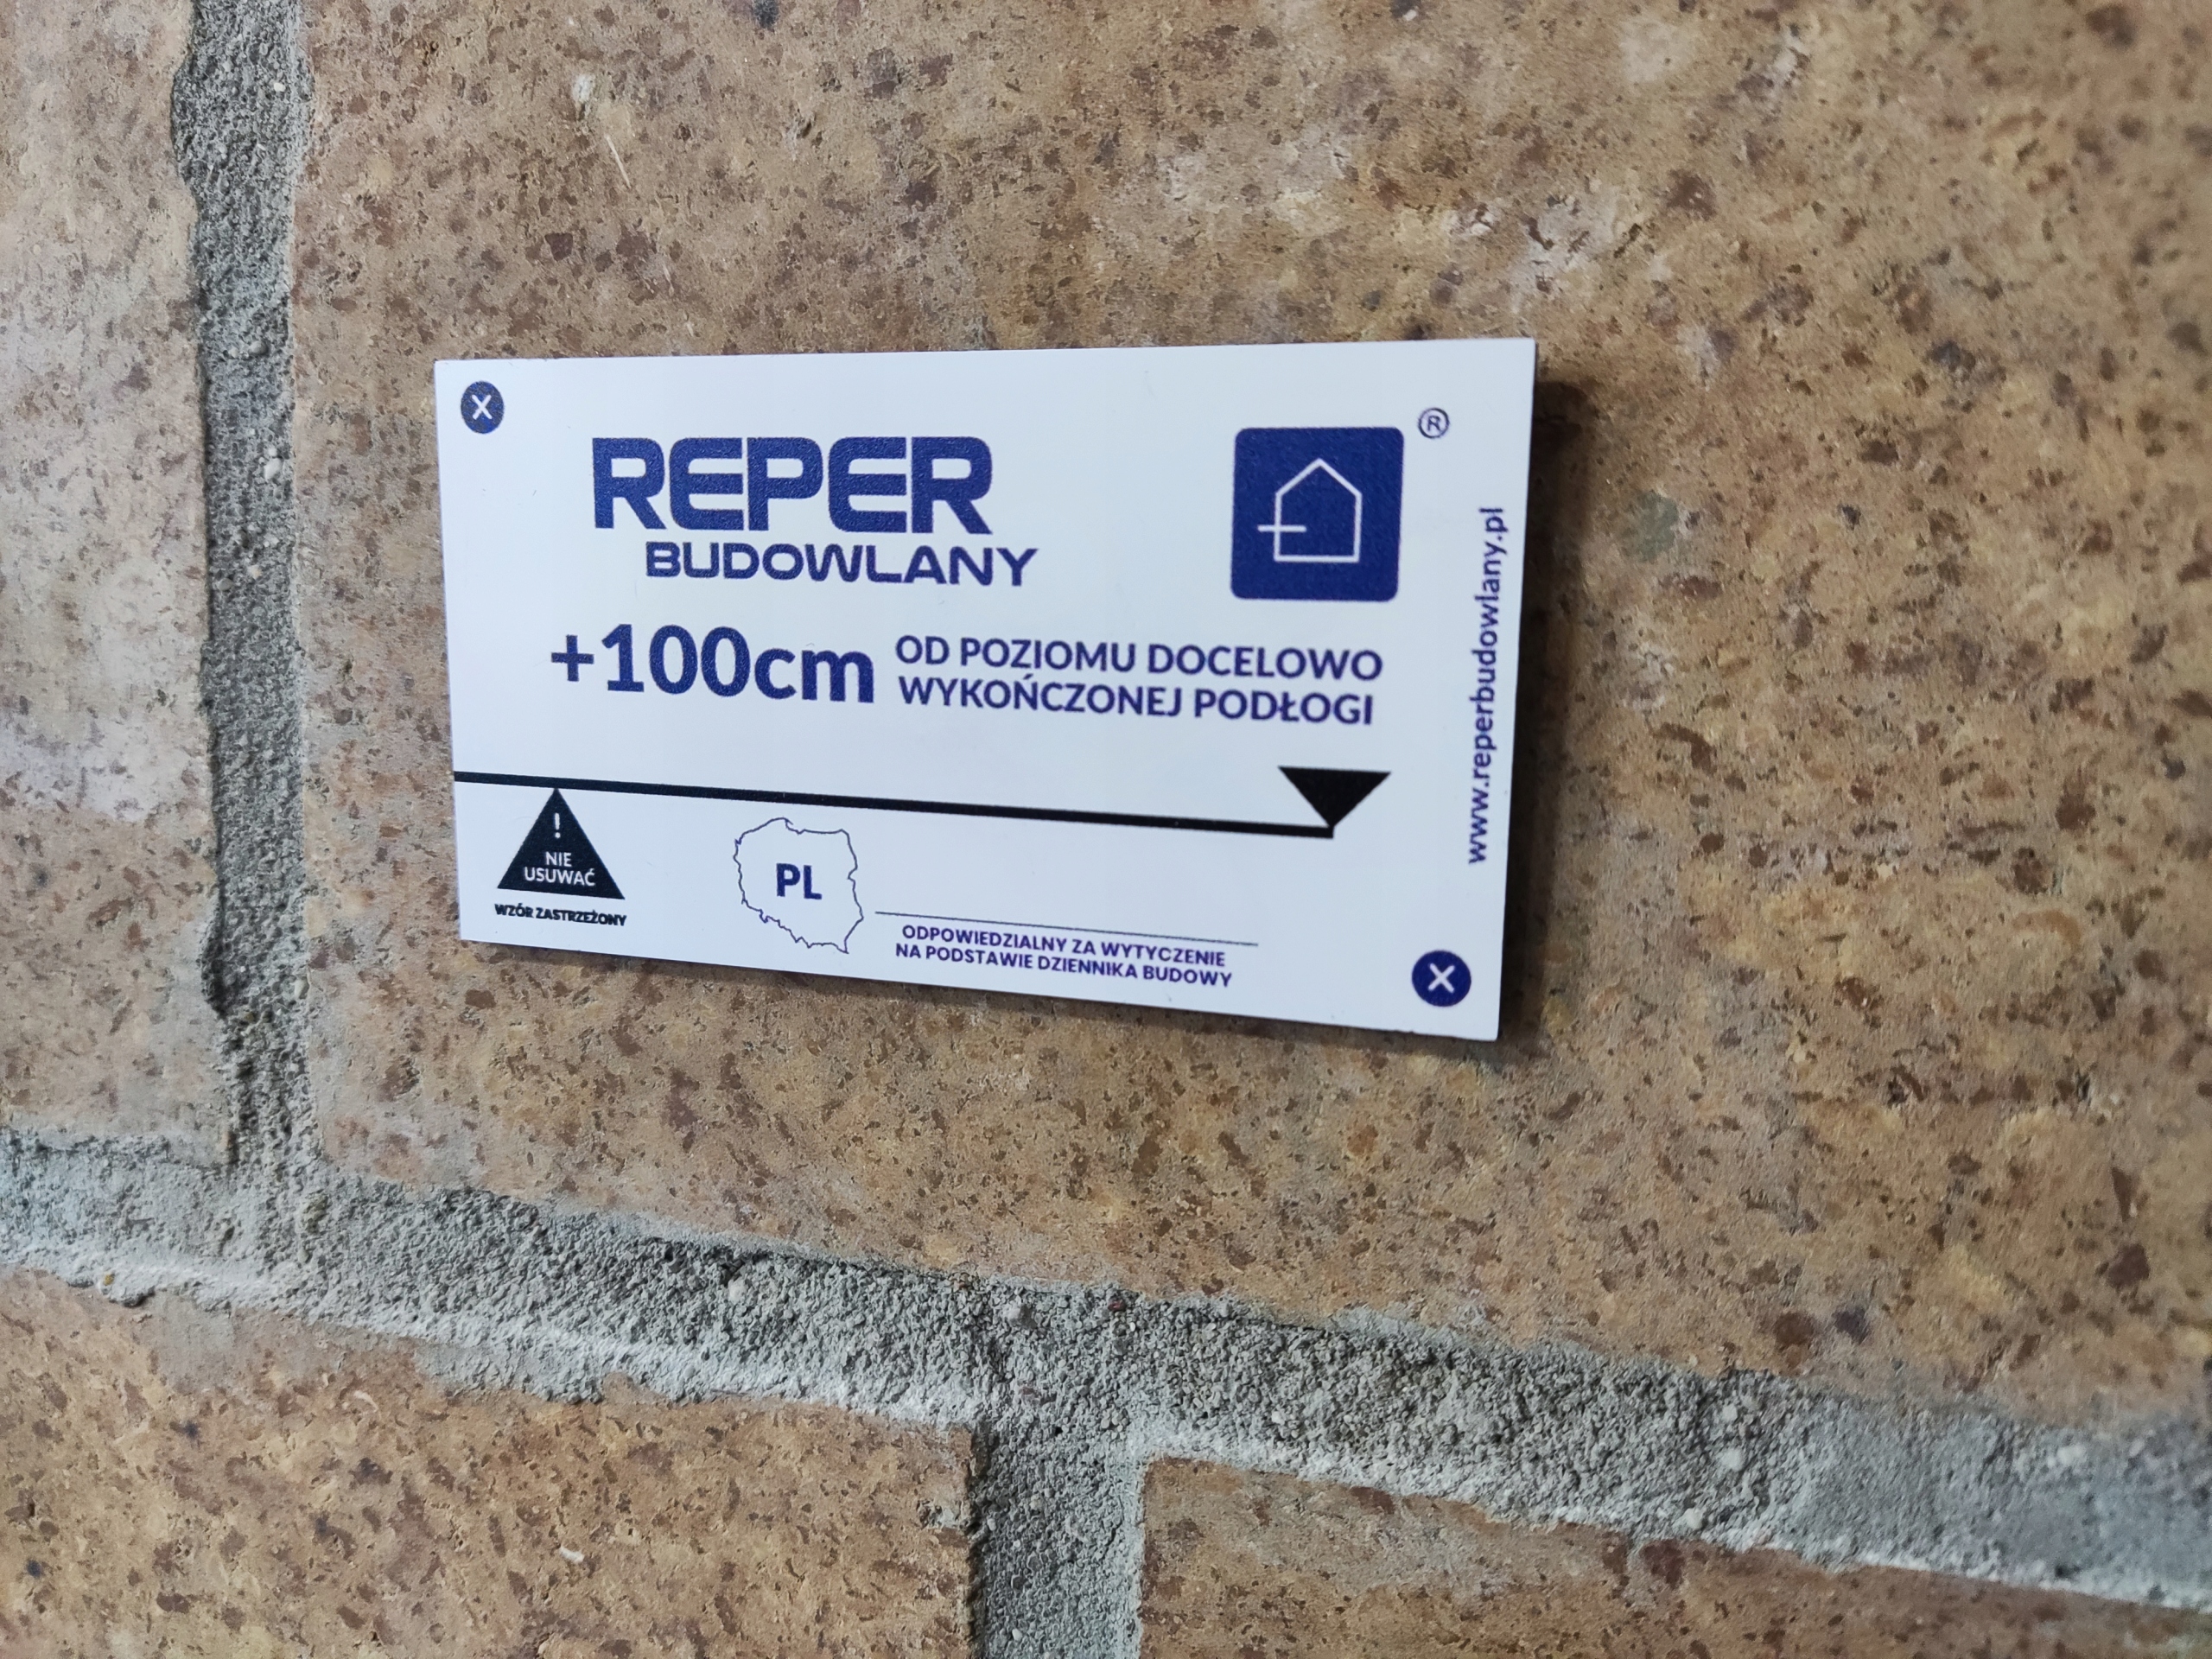 X
REPER
BUDOWLANY
®
+100cm
OD POZIOMU DOCELOWO
WYKOŃCZONEJ PODŁOGI
www.reperbudowlany.pl
!
NIE
USUWAĆ
WZÓR ZASTRZEŻONY
PL
ODPOWIEDZIALNY ZA WYTYCZENIE
NA PODSTAWIE DZIENNIKA BUDOWY
X